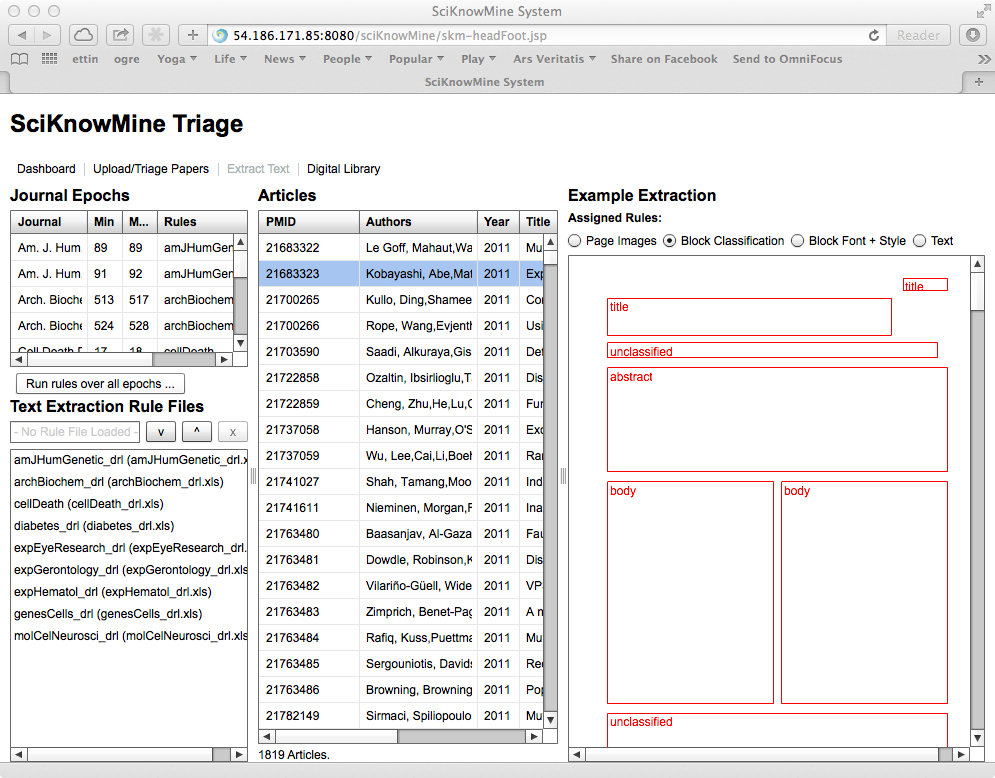 SciKnowMine System
54.186.171.85:8080/sciKnowMine/skm-headFoot.jsp
Reader
ettin ogre Yoga Life News People Popular Play Ars Veritatis Share on Facebook Send to OmniFocus
SciKnowMine System
SciKnowMine Triage
Dashboard Upload/Triage Papers Extract Text Digital Library
Journal Epochs
Journal Min M... Rules
Am. J. Hum 89 89 amJHumGen
Am. J. Hum 91 92 amJHumGen
Arch. Bioche 513 517 archBiochem
Arch. Bioche 524 528 archBiochem
Cell Death D 17 18 cellDeath
Run rules over all epochs ...
Text Extraction Rule Files
- No Rule File Loaded - v ^ x
amJHumGenetic_drl (amJHumGenetic_drl.x
archBiochem_drl (archBiochem_drl.xls)
cellDeath (cellDeath_drl.xls)
diabetes_drl (diabetes_drl.xls)
expEyeResearch_drl (expEyeResearch_drl.
expGerontology_drl (expGerontology_drl.xls
expHematol_drl (expHematol_drl.xls)
genesCells_drl (genesCells_drl.xls)
molCelNeurosci_drl (molCelNeurosci_drl.xls
Articles
PMID Authors Year Title
21683322 Le Goff, Mahaut,Wa 2011 Mu
21683323 Kobayashi, Abe,Mat 2011 Exp
21700265 Kullo, Ding,Shamee 2011 Cor
21700266 Rope, Wang,Evjenth 2011 Usi
21703590 Saadi, Alkuraya,Gis 2011 Def
21722858 Ozaltin, Ibsirlioglu,T 2011 Dis
21722859 Cheng, Zhu,He,Lu,C 2011 Fur
21737058 Hanson, Murray,O'S 2011 Exc
21737059 Wu, Lee,Cai,Li,Boeh 2011 Rar
21741027 Shah, Tamang,Moo 2011 Ind
21741611 Nieminen, Morgan,F 2011 Ina
21763480 Baasanjav, Al-Gaza 2011 Fau
21763481 Dowdle, Robinson,K 2011 Dis
21763482 Vilariño-Güell, Wide 2011 VP
21763483 Zimprich, Benet-Pag 2011 A n
21763484 Rafiq, Kuss,Puettma 2011 Mu
21763485 Sergouniotis, Davids 2011 Rec
21763486 Browning, Browning 2011 Pop
21782149 Sirmaci, Spiliopoulo 2011 Mu
1819 Articles.
Example Extraction
Assigned Rules:
Page Images Block Classification Block Font + Style Text
title
title
unclassified
abstract
body body
unclassified